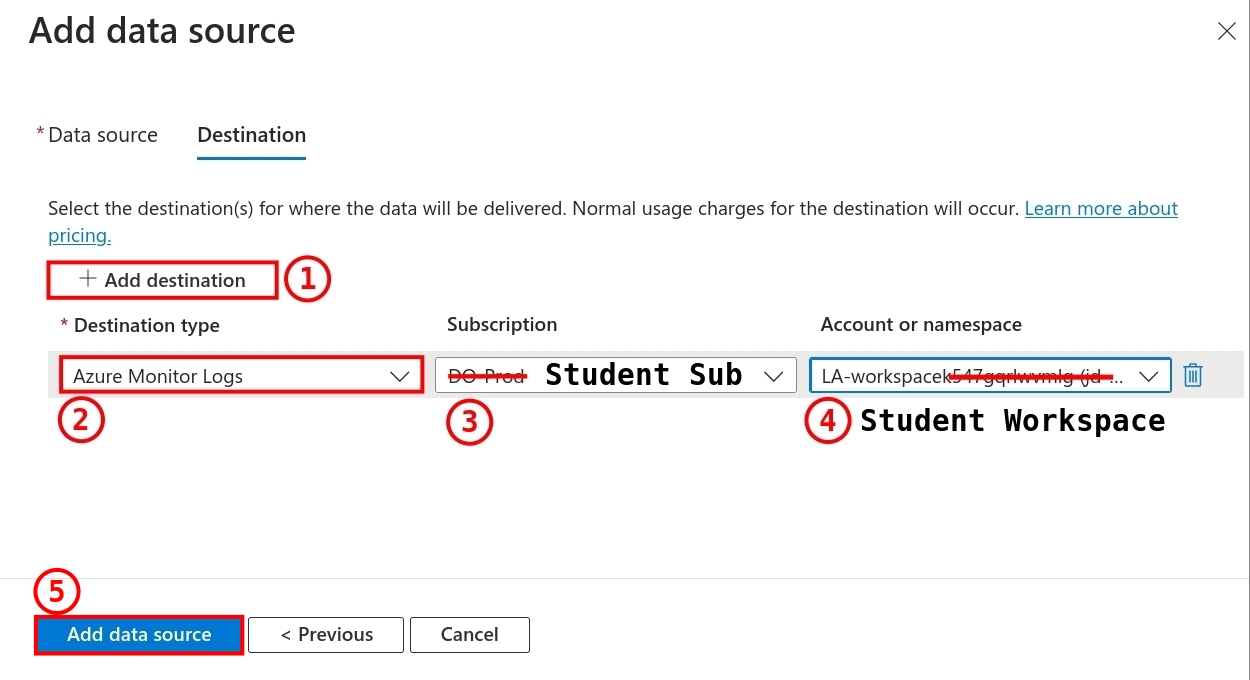 Add data source
* Data source Destination
Select the destination(s) for where the data will be delivered. Normal usage charges for the destination will occur. Learn more about
pricing.
+ Add destination 1
* Destination type Subscription Account or namespace
Azure Monitor Logs DO-Prod Student Sub LA-workspacek547gqrlwvmlg (jd-...
2 3 4 Student Workspace
5
Add data source < Previous Cancel